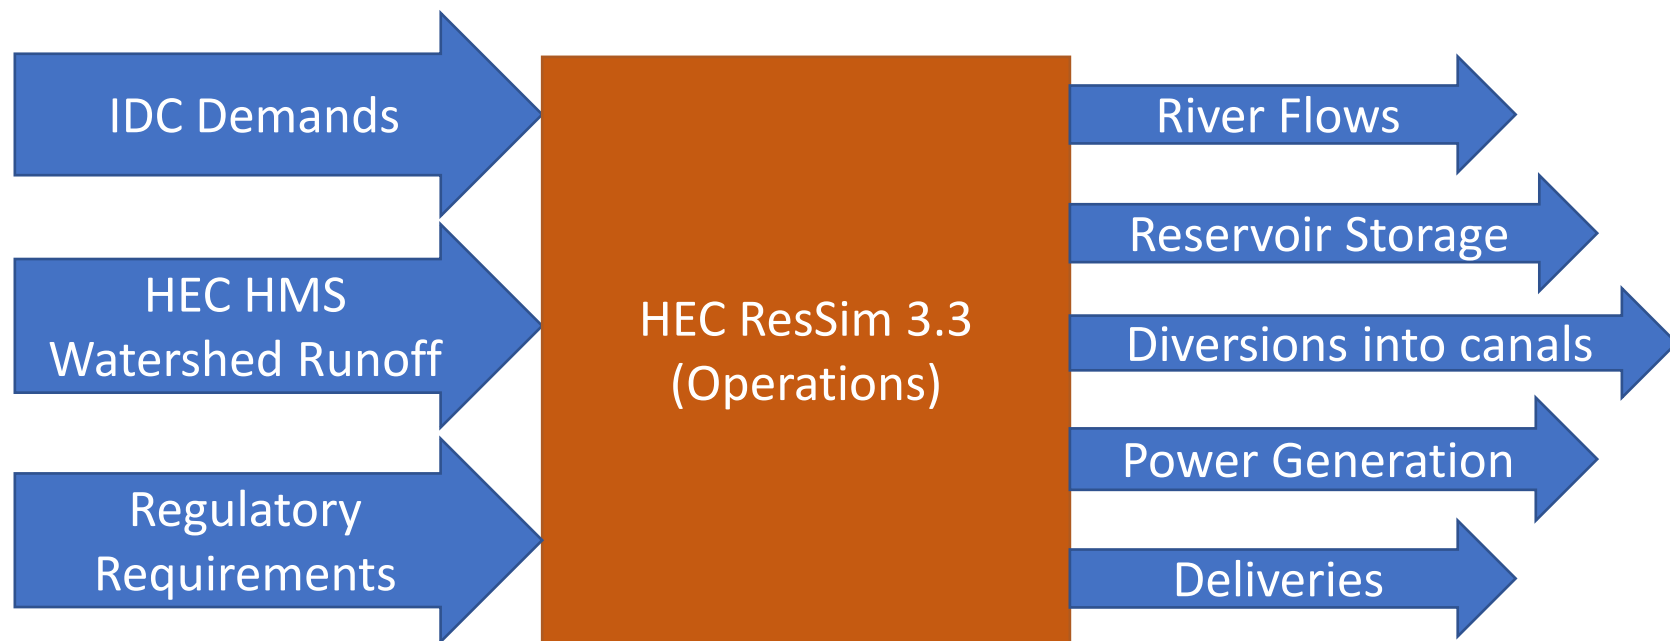 IDC Demands
HEC HMS
Watershed Runoff
Regulatory
Requirements
HEC ResSim 3.3
(Operations)
River Flows
Reservoir Storage
Diversions into canals
Power Generation
Deliveries